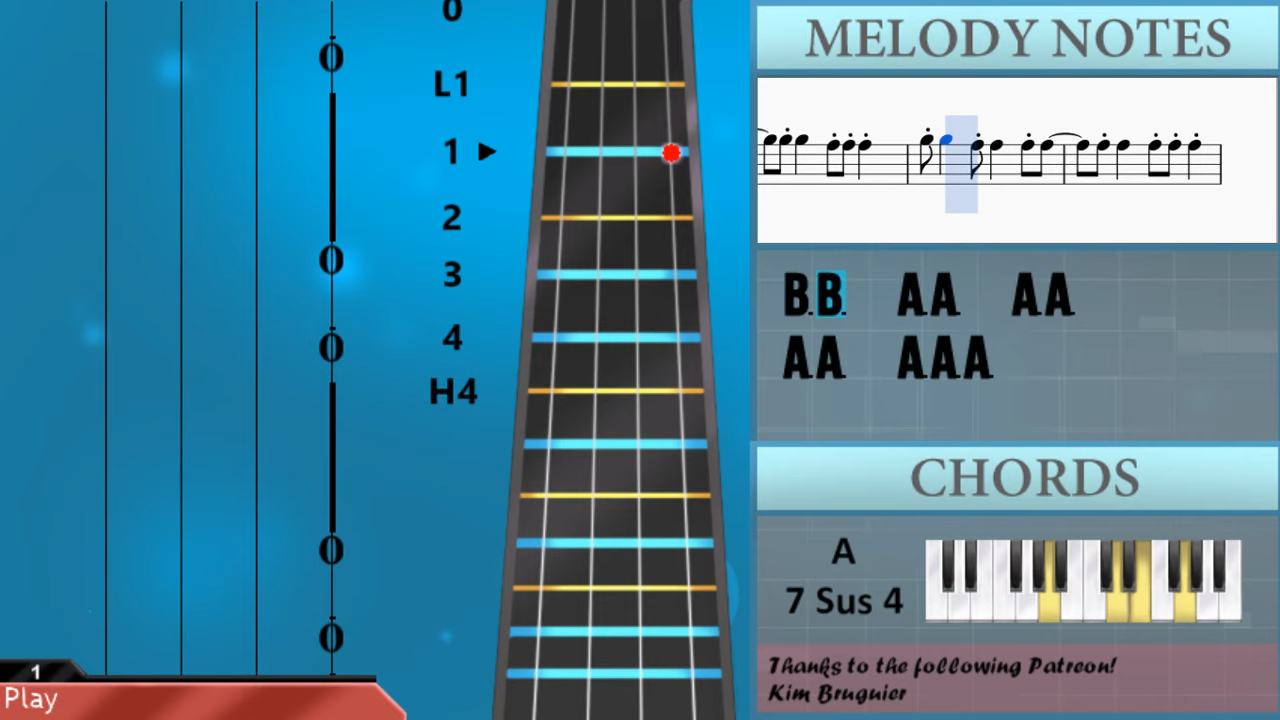 0
0
L1
1
2
0
3
0
4
H4
0
0
1
Play
MELODY NOTES
B.B. A.A. A.A.
A.A. A.A.A.
CHORDS
A
7 Sus 4
Thanks to the following Patreon!
Kim Bruguier